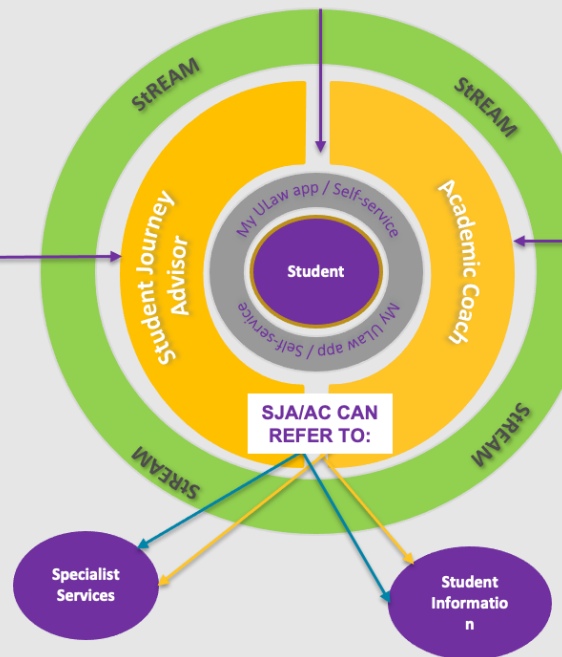 StREAM
StREAM
My ULaw app / Self-service
Student Journey
Advisor
Student
Academic Coach
My ULaw app / Self-service
SJA/AC CAN
REFER TO:
StREAM
StREAM
Specialist
Services
Student
Informatio
n